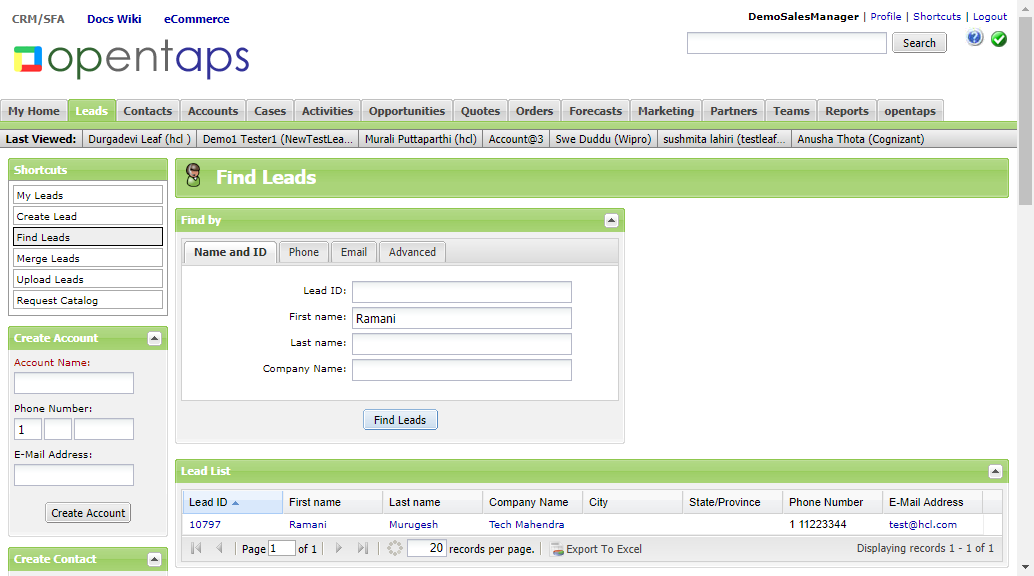 CRM/SFA Docs Wiki eCommerce
DemoSalesManager | Profile | Shortcuts | Logout
opentaps
Search
My Home Leads Contacts Accounts Cases Activities Opportunities Quotes Orders Forecasts Marketing Partners Teams Reports opentaps
Last Viewed: Durgadevi Leaf (hcl ) Demo1 Tester1 (NewTestLea... Murali Puttaparthi (hcl) Account@3 Swe Duddu (Wipro) sushmita lahiri (testleaf... Anusha Thota (Cognizant)
Shortcuts
My Leads
Create Lead
Find Leads
Merge Leads
Upload Leads
Request Catalog
Create Account
Account Name:
Phone Number:
1
E-Mail Address:
Create Account
Create Contact
Find Leads
Find by
Name and ID Phone Email Advanced
Lead ID:
First name: Ramani
Last name:
Company Name:
Find Leads
Lead List
Lead ID First name Last name Company Name City State/Province Phone Number E-Mail Address
10797 Ramani Murugesh Tech Mahendra 1 11223344 test@hcl.com
Page 1 of 1 20 records per page. Export To Excel Displaying records 1 - 1 of 1